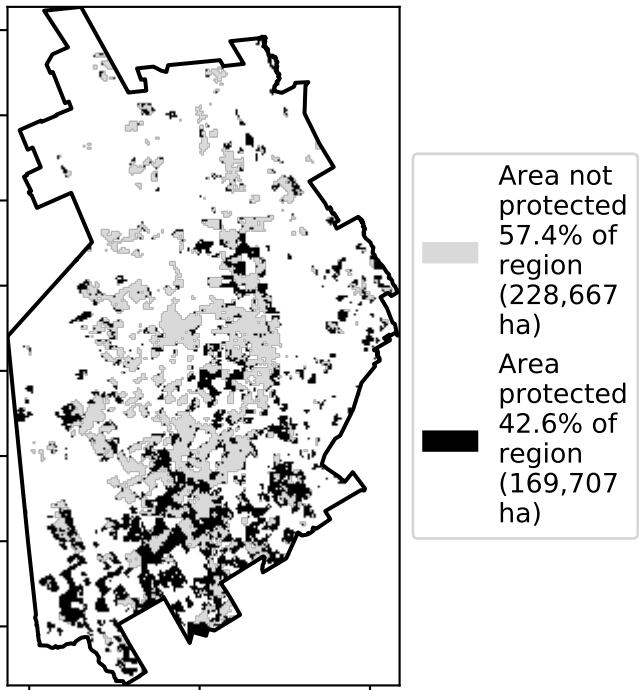 Area not
protected
57.4% of
region
(228,667
ha)
Area
protected
42.6% of
region
(169,707
ha)